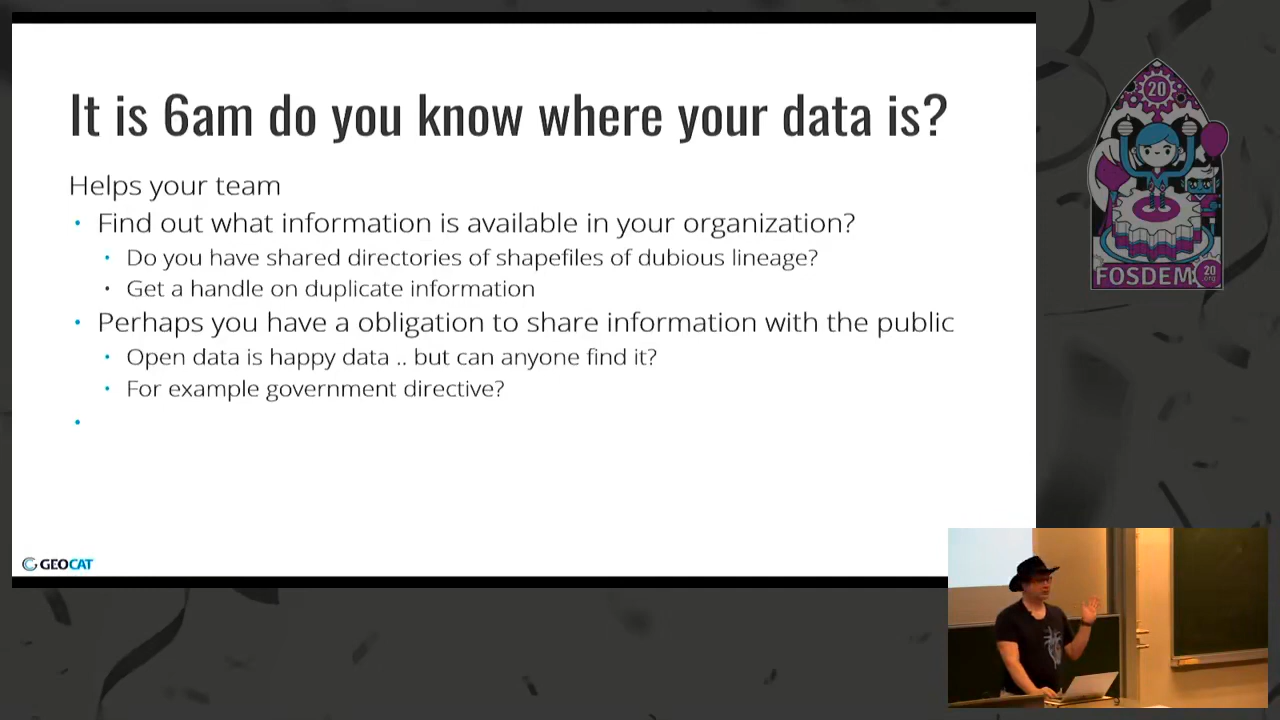 It is 6am do you know where your data is?
Helps your team
• Find out what information is available in your organization?
• Do you have shared directories of shapefiles of dubious lineage?
• Get a handle on duplicate information
• Perhaps you have a obligation to share information with the public
• Open data is happy data .. but can anyone find it?
• For example government directive?
•
GEOCAT
20
FOSDEM
20
.org